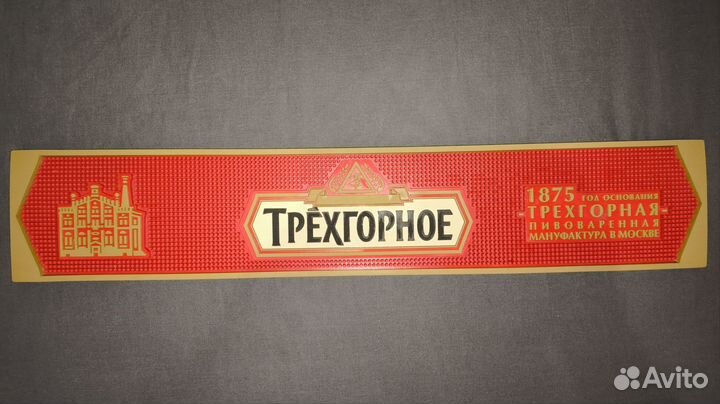 ТРЁХГОРНОЕ
1875 ГОД ОСНОВАНИЯ
ТРЕХГОРНАЯ
ПИВОВАРЕННАЯ
МАНУФАКТУРА В МОСКВЕ
Avito